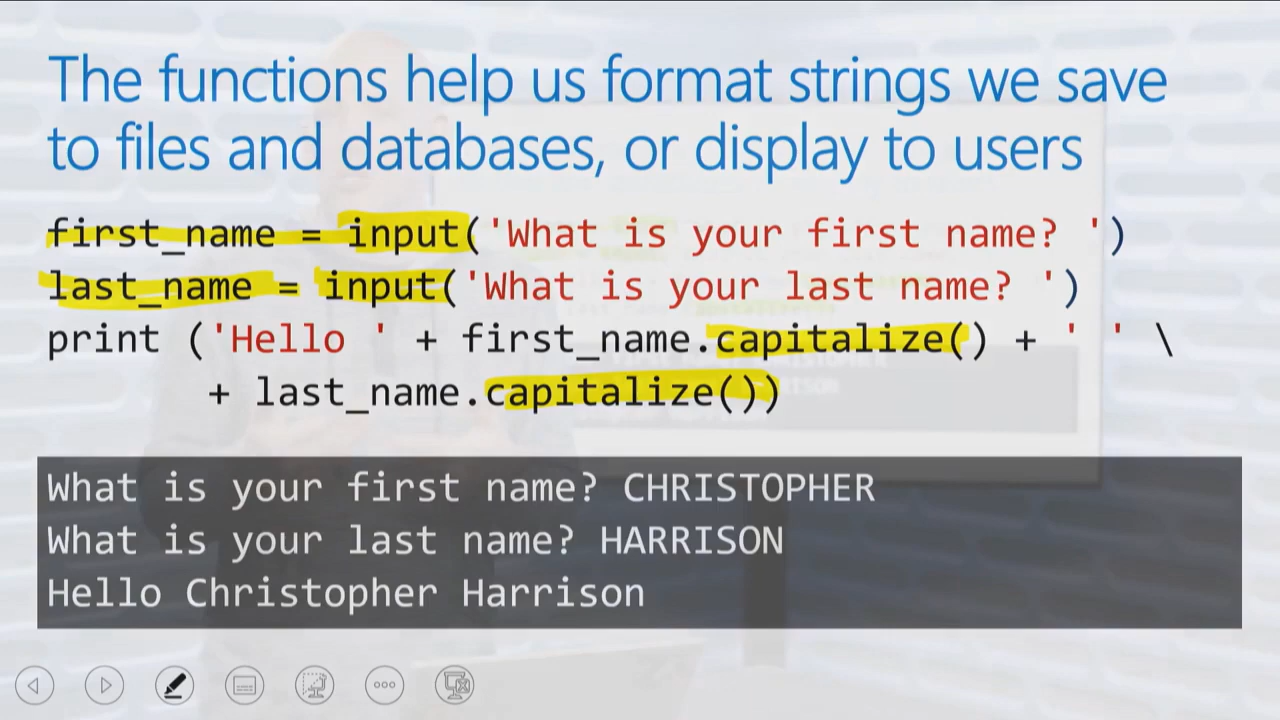 The functions help us format strings we save
to files and databases, or display to users
first_name = input('What is your first name? ')
last_name = input('What is your last name? ')
print ('Hello ' + first_name.capitalize() + ' ' \
+ last_name.capitalize())
What is your first name? CHRISTOPHER
What is your last name? HARRISON
Hello Christopher Harrison